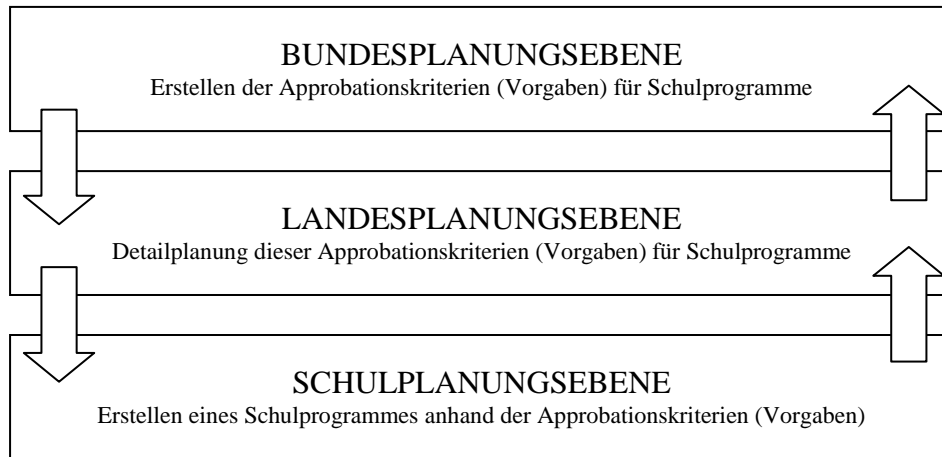 BUNDESPLANUNGSEBENE
Erstellen der Approbationskriterien (Vorgaben) für Schulprogramme
LANDESPLANUNGSEBENE
Detailplanung dieser Approbationskriterien (Vorgaben) für Schulprogramme
SCHULPLANUNGSEBENE
Erstellen eines Schulprogrammes anhand der Approbationskriterien (Vorgaben)